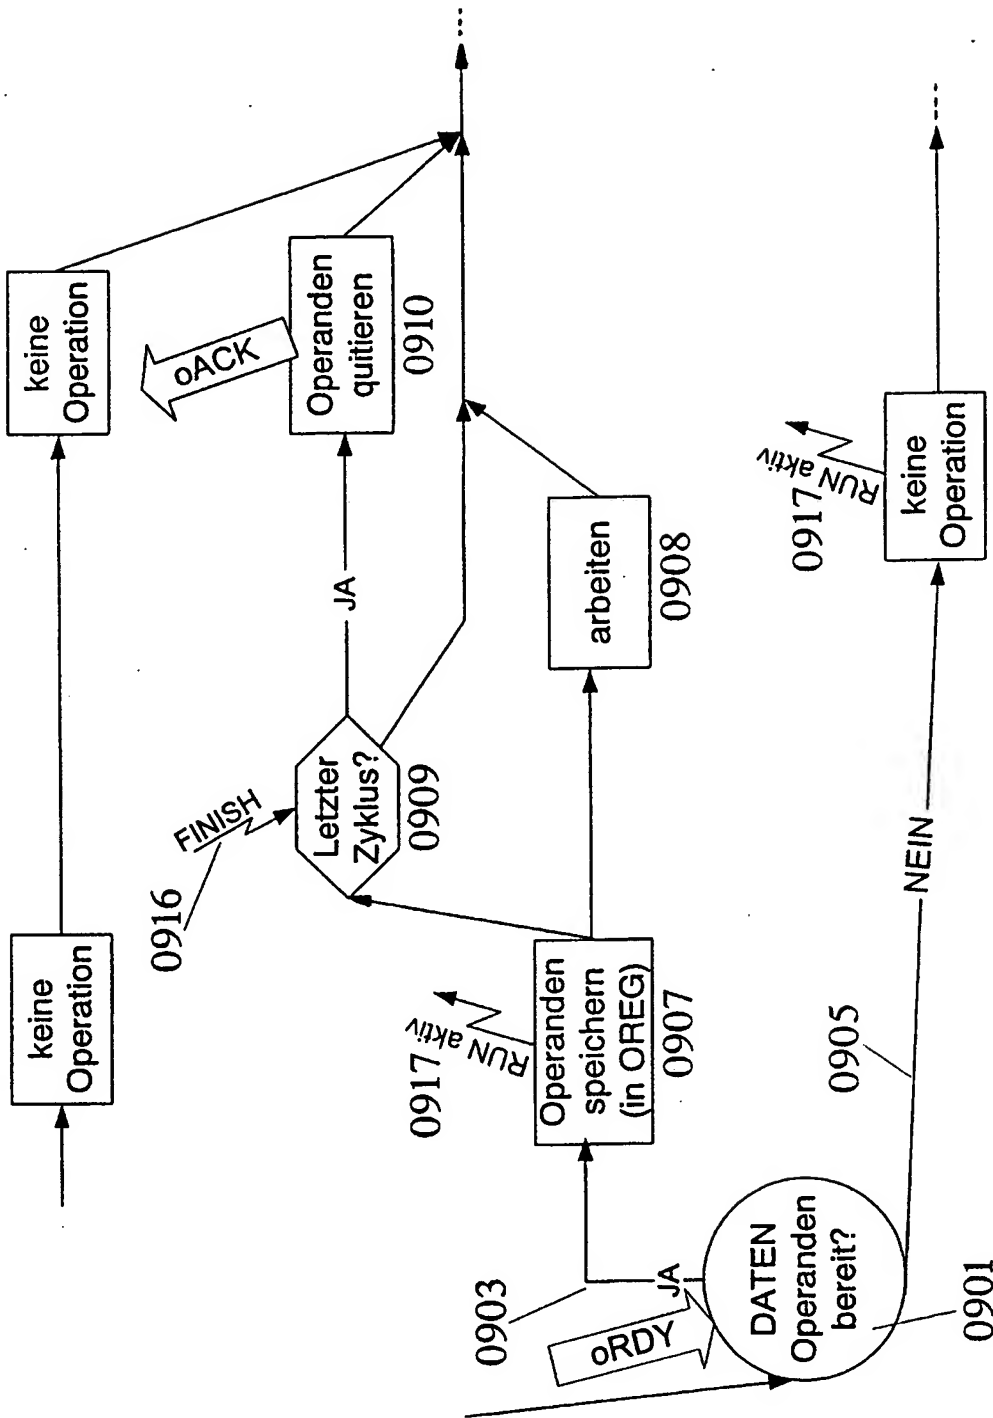 keine
Operation
keine
Operation
oACK
Operanden
quitieren
0910
JA
FINISH
0916
Letzter
Zyklus?
0909
arbeiten
0908
RUN aktiv
0917
Operanden
speichern
(in OREG)
0907
RUN aktiv
0917
keine
Operation
NEIN
0905
0903
JA
oRDY
DATEN
Operanden
bereit?
0901